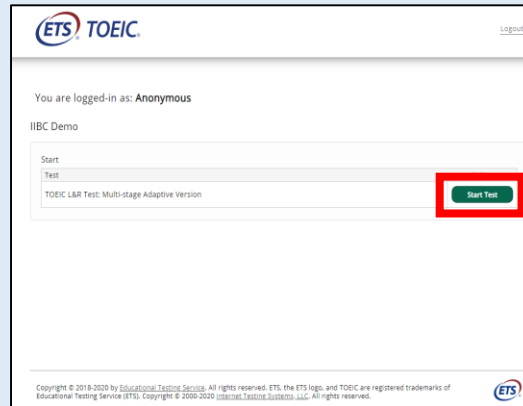 ETS TOEIC.
Logout
You are logged-in as: Anonymous
IIBC Demo
Start
Test
TOEIC L&R Test: Multi-stage Adaptive Version
Start Test
Copyright © 2018-2020 by Educational Testing Service. All rights reserved. ETS, the ETS logo, and TOEIC are registered trademarks of
Educational Testing Service (ETS). Copyright © 2000-2020 Internet Testing Systems, LLC. All rights reserved.
ETS